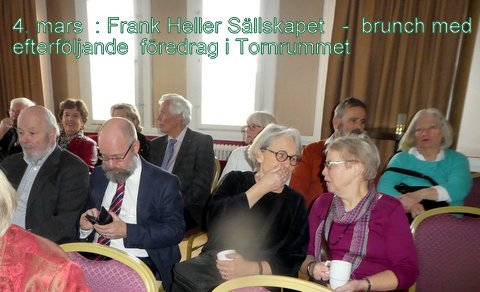 4. mars : Frank Heller Sällskapet - brunch med
efterföljande föredrag i Tornrummet